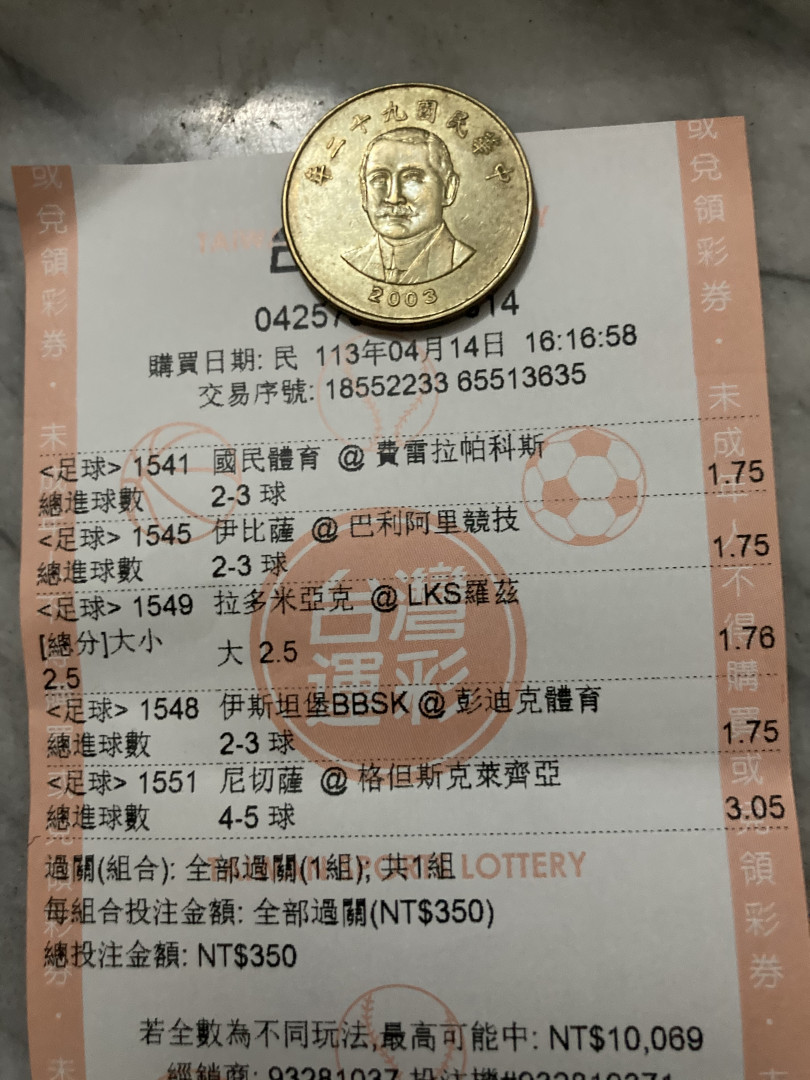 中華民國九十二年
2003
購買日期: 民 113年04月14日 16:16:58
交易序號: 18552233 65513635
<足球> 1541 國民體育 @ 費雷拉帕科斯
總進球數 2-3 球 1.75
<足球> 1545 伊比薩 @ 巴利阿里競技
總進球數 2-3 球 1.75
<足球> 1549 拉多米亞克 @ LKS羅茲
[總分]大小 大 2.5 1.76
2.5
<足球> 1548 伊斯坦堡BBSK @ 彭迪克體育
總進球數 2-3 球 1.75
<足球> 1551 尼切薩 @ 格但斯克萊齊亞
總進球數 4-5 球 3.05
過關(組合): 全部過關(1組); 共1組
每組合投注金額: 全部過關(NT$350)
總投注金額: NT$350
若全數為不同玩法,最高可能中: NT$10,069
經銷商: 93281037
台灣
運彩
LOTTERY
或兌領彩券・未
或兌領彩券・未成年人不得購買或兌領彩券・